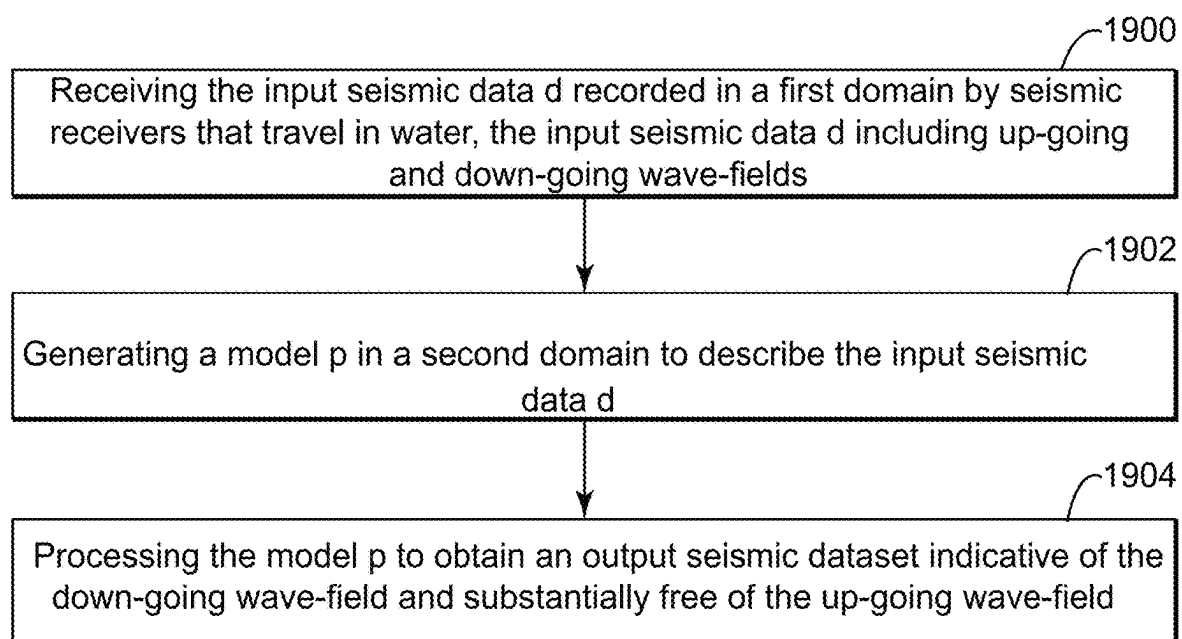 1900
Receiving the input seismic data d recorded in a first domain by seismic
receivers that travel in water, the input seismic data d including up-going
and down-going wave-fields
1902
Generating a model p in a second domain to describe the input seismic
data d
1904
Processing the model p to obtain an output seismic dataset indicative of the
down-going wave-field and substantially free of the up-going wave-field